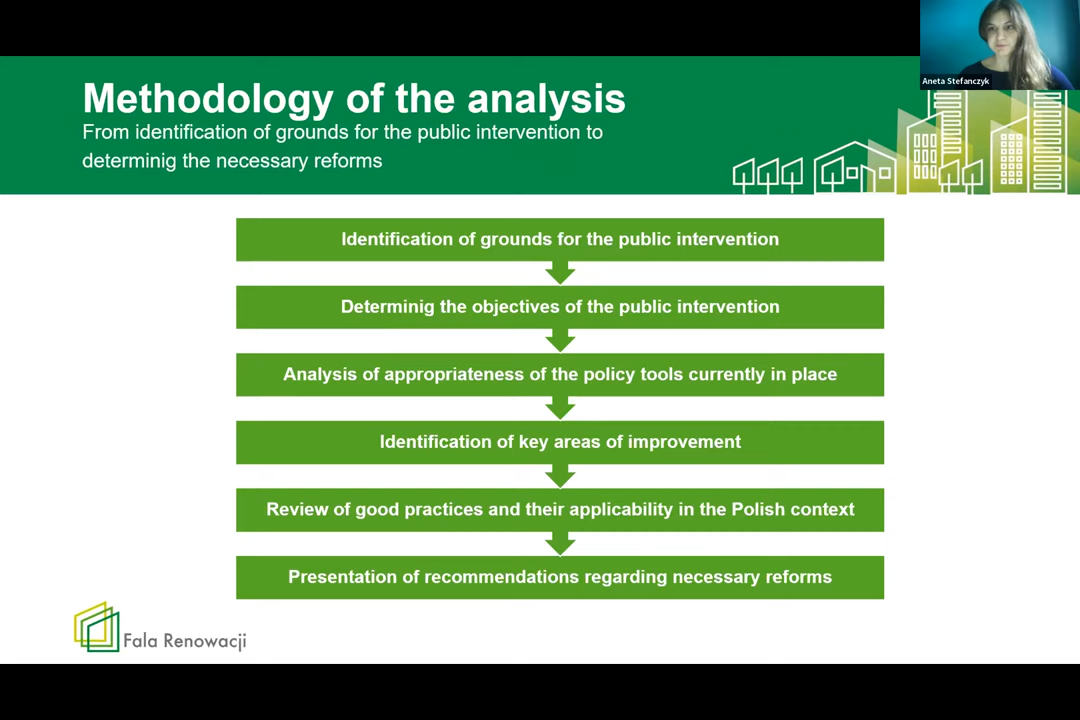 Aneta Stefanczyk
Methodology of the analysis
From identification of grounds for the public intervention to
determinig the necessary reforms
Identification of grounds for the public intervention
Determinig the objectives of the public intervention
Analysis of appropriateness of the policy tools currently in place
Identification of key areas of improvement
Review of good practices and their applicability in the Polish context
Presentation of recommendations regarding necessary reforms
Fala Renowacji